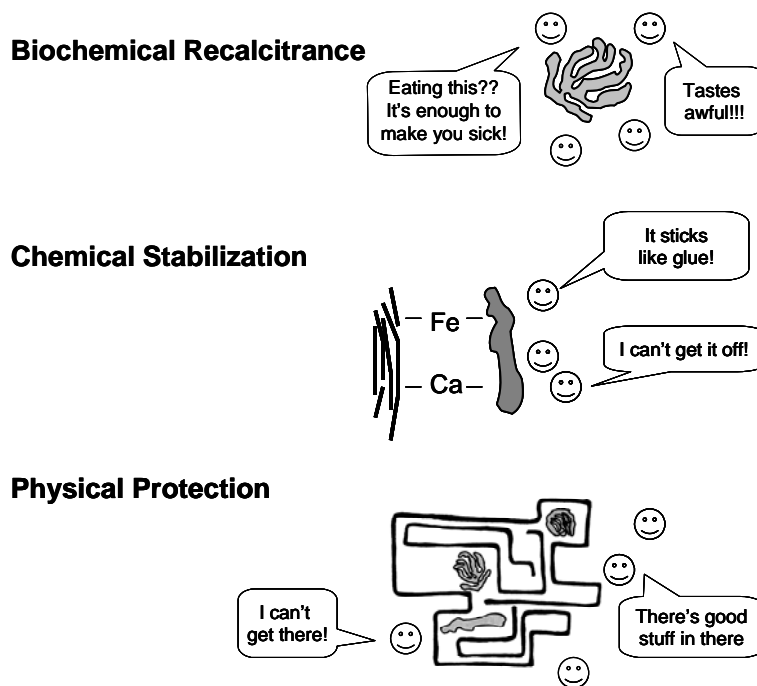 Biochemical Recalcitrance
Eating this??
It's enough to
make you sick!
Tastes
awful!!!
Chemical Stabilization
It sticks
like glue!
Fe
I can't get it off!
Ca
Physical Protection
I can't
get there!
There's good
stuff in there